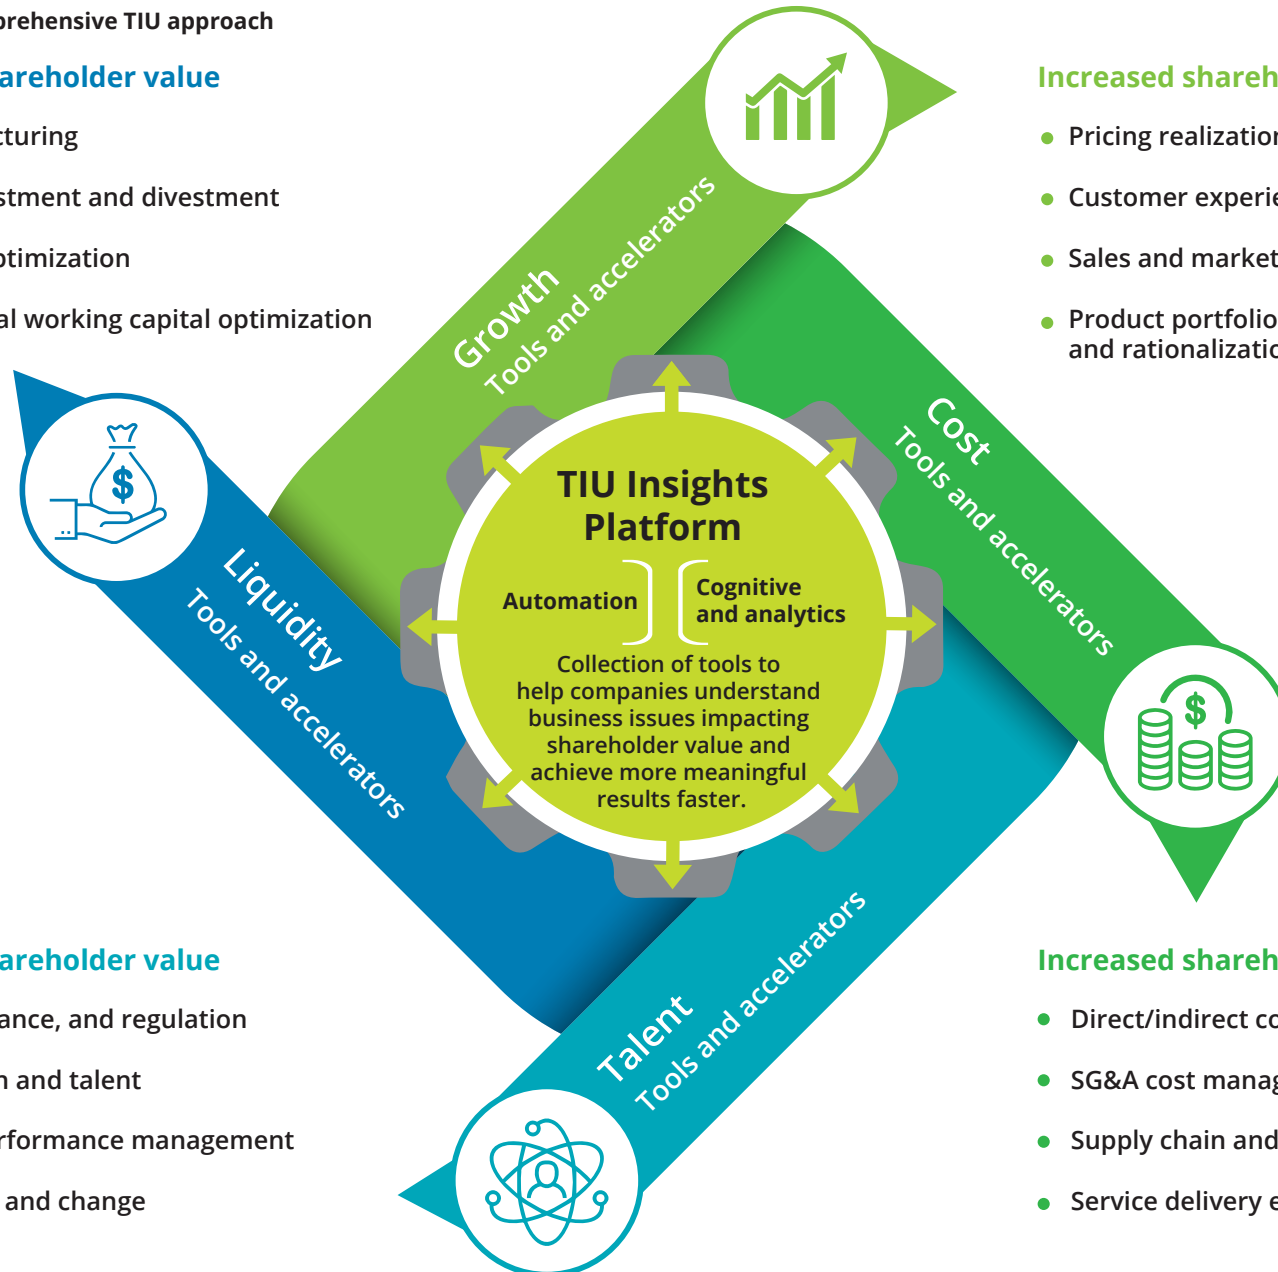 prehensive TIU approach
areholder value
cturing
stment and divestment
ptimization
al working capital optimization
Increased shareh
Pricing realization
Customer experie
Sales and market
Product portfolio
and rationalizatio
Growth
Tools and accelerators
Cost
Tools and accelerators
Liquidity
Tools and accelerators
TIU Insights
Platform
Automation
Cognitive
and analytics
Collection of tools to
help companies understand
business issues impacting
shareholder value and
achieve more meaningful
results faster.
$
$
Talent
Tools and accelerators
areholder value
ance, and regulation
n and talent
rformance management
and change
Increased shareh
Direct/indirect co
SG&A cost manag
Supply chain and
Service delivery e